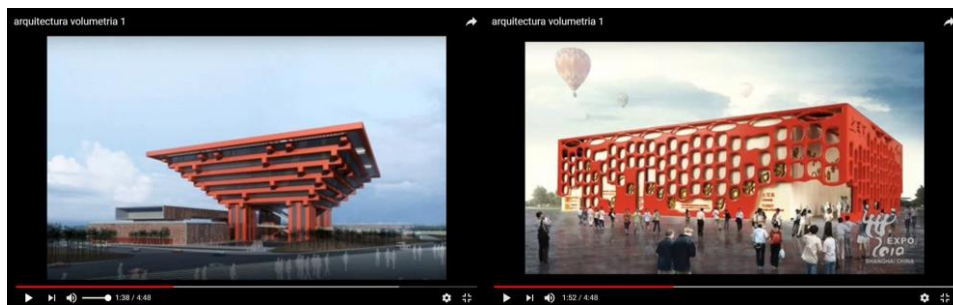 arquitectura volumetria 1
1:38 / 4:48
arquitectura volumetria 1
EXPO
2010
SHANGHAI CHINA
1:52 / 4:48